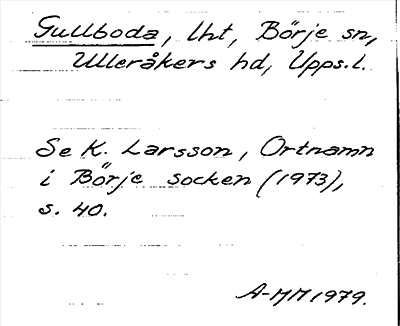 Gullboda, lht, Börje sn,
Ulleråkers hd, Upps.l.
Se K. Larsson, Ortnamn
i Börje socken (1973),
s. 40.
A-MM 1979.